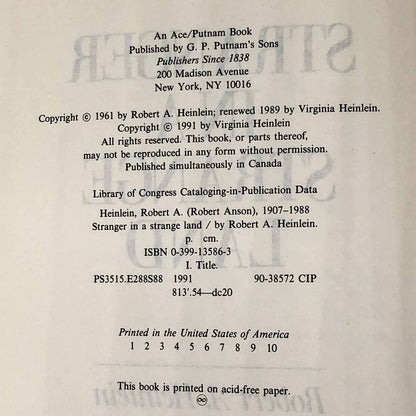 An Ace/Putnam Book
Published by G. P. Putnam's Sons
Publishers Since 1838
200 Madison Avenue
New York, NY 10016
Copyright © 1961 by Robert A. Heinlein; renewed 1989 by Virginia Heinlein.
Copyright © 1991 by Virginia Heinlein
All rights reserved. This book, or parts thereof,
may not be reproduced in any form without permission.
Published simultaneously in Canada
Library of Congress Cataloging-in-Publication Data
Heinlein, Robert A. (Robert Anson), 1907–1988
Stranger in a strange land / by Robert A. Heinlein.
p. cm.
ISBN 0-399-13586-3
I. Title.
PS3515.E288S88 1991 90-38572 CIP
813'.54—dc20
Printed in the United States of America
1 2 3 4 5 6 7 8 9 10
This book is printed on acid-free paper.
♾
STRANGER
IN A
STRANGE
LAND
Robert A. Heinlein